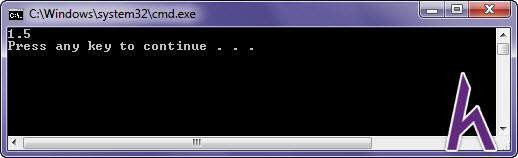 C:\Windows\system32\cmd.exe
1.5
Press any key to continue . . .